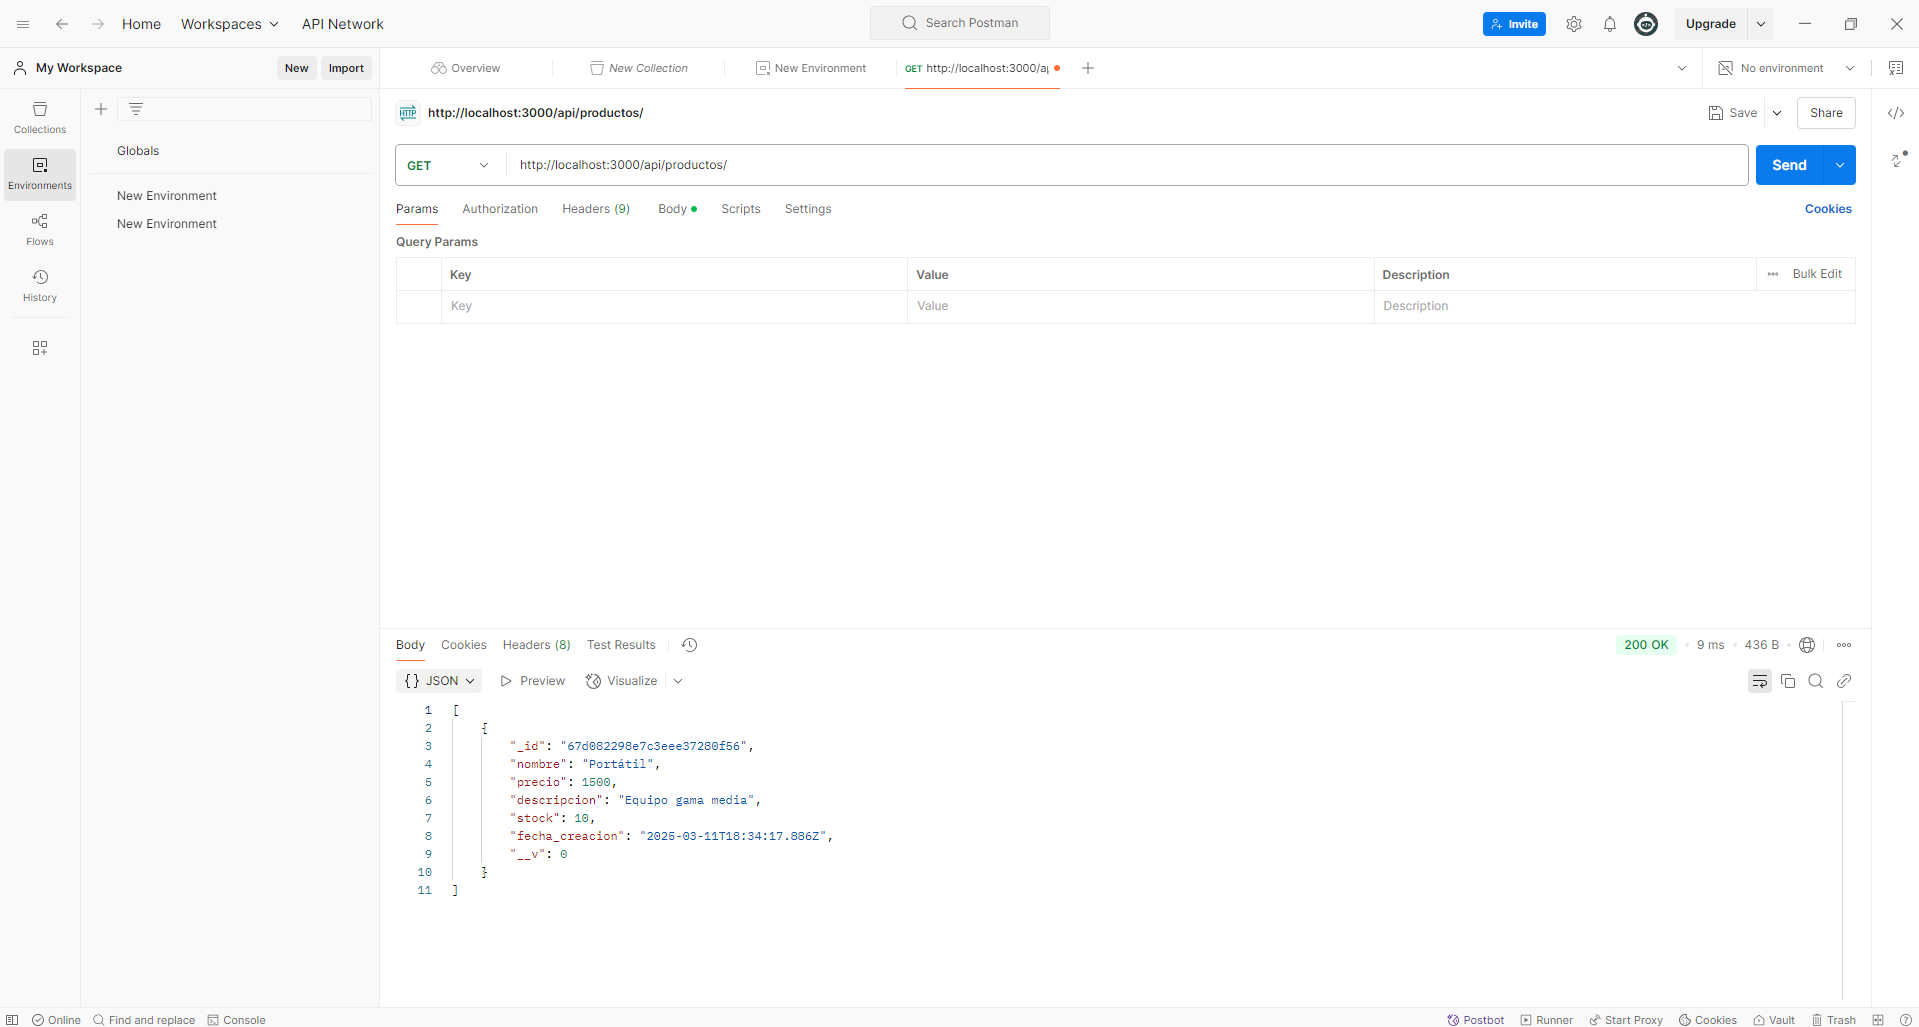 Home Workspaces API Network Search Postman Invite Upgrade
My Workspace New Import Overview New Collection New Environment GET http://localhost:3000/a No environment
Collections
Environments
Flows
History
Globals
New Environment
New Environment
HTTP http://localhost:3000/api/productos/ Save Share
GET http://localhost:3000/api/productos/ Send
Params Authorization Headers (9) Body Scripts Settings Cookies
Query Params
Key Value Description Bulk Edit
Key Value Description
Body Cookies Headers (8) Test Results 200 OK 9 ms 436 B
{} JSON Preview Visualize
1 [
2 {
3 "_id": "67d082298e7c3eee37280f56",
4 "nombre": "Portátil",
5 "precio": 1500,
6 "descripcion": "Equipo gama media",
7 "stock": 10,
8 "fecha_creacion": "2025-03-11T18:34:17.886Z",
9 "__v": 0
10 }
11 ]
Online Find and replace Console Postbot Runner Start Proxy Cookies Vault Trash